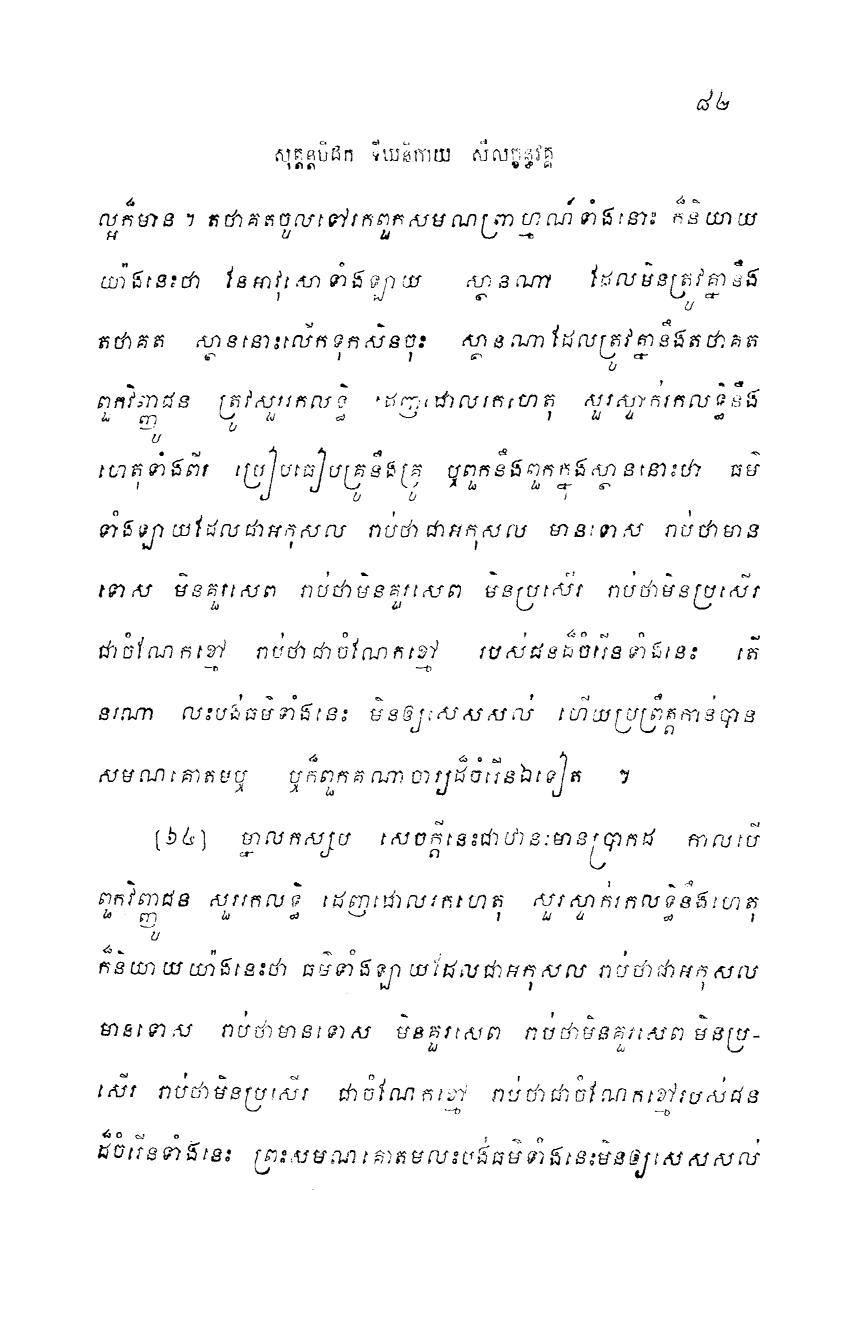 ៨២
សុត្តន្តបិដក ទីឃនិកាយ សីលក្ខន្ធវគ្គ
ល្អក៏មាន ។ តថាគតចូលទៅរកពួកសមណព្រាហ្មណ៍ទាំងនោះ ក៏និយាយ
យ៉ាងនេះថា នែអាវុសោទាំងឡាយ ស្ថានណា ដែលមិនត្រូវគ្នានឹង
តថាគត ស្ថាននោះលើកទុកសិនចុះ ស្ថានណាដែលត្រូវគ្នានឹងតថាគត
ពួកវិញ្ញូជន ត្រូវសួររកលទ្ធិ ដេញដោលរកហេតុ សួរស្ទាក់រកលទ្ធិនឹង
ហេតុទាំងពីរ ប្រៀបធៀបគ្រូនឹងគ្រូ ឬពួកនឹងពួកក្នុងស្ថាននោះថា ធម៌
ទាំងឡាយដែលជាអកុសល រាប់ថាជាអកុសល មានទោស រាប់ថាមាន
ទោស មិនគួរសេព រាប់ថាមិនគួរសេព មិនប្រសើរ រាប់ថាមិនប្រសើរ
ជាចំណែកខ្មៅ រាប់ថាជាចំណែកខ្មៅ របស់ជនដ៏ចំរើនទាំងនេះ តើ
នរណា លះបង់ធម៌ទាំងនេះ មិនឲ្យសេសសល់ ហើយប្រព្រឹត្តកាន់បាន
សមណគោតមឬ ឬក៏ពួកគណាចារ្យដ៏ចំរើនឯទៀត ។
[៦៤] ម្នាលកស្សប សេចក្តីនេះជាឋានៈមានប្រាកដ កាលបើ
ពួកវិញ្ញូជន សួររកលទ្ធិ ដេញដោលរកហេតុ សួរស្ទាក់រកលទ្ធិនឹងហេតុ
ក៏និយាយយ៉ាងនេះថា ធម៌ទាំងឡាយដែលជាអកុសល រាប់ថាជាអកុសល
មានទោស រាប់ថាមានទោស មិនគួរសេព រាប់ថាមិនគួរសេព មិនប្រ-
សើរ រាប់ថាមិនប្រសើរ ជាចំណែកខ្មៅ រាប់ថាជាចំណែកខ្មៅរបស់ជន
ដ៏ចំរើនទាំងនេះ ព្រះសមណគោតមលះបង់ធម៌ទាំងនេះមិនឲ្យសេសសល់